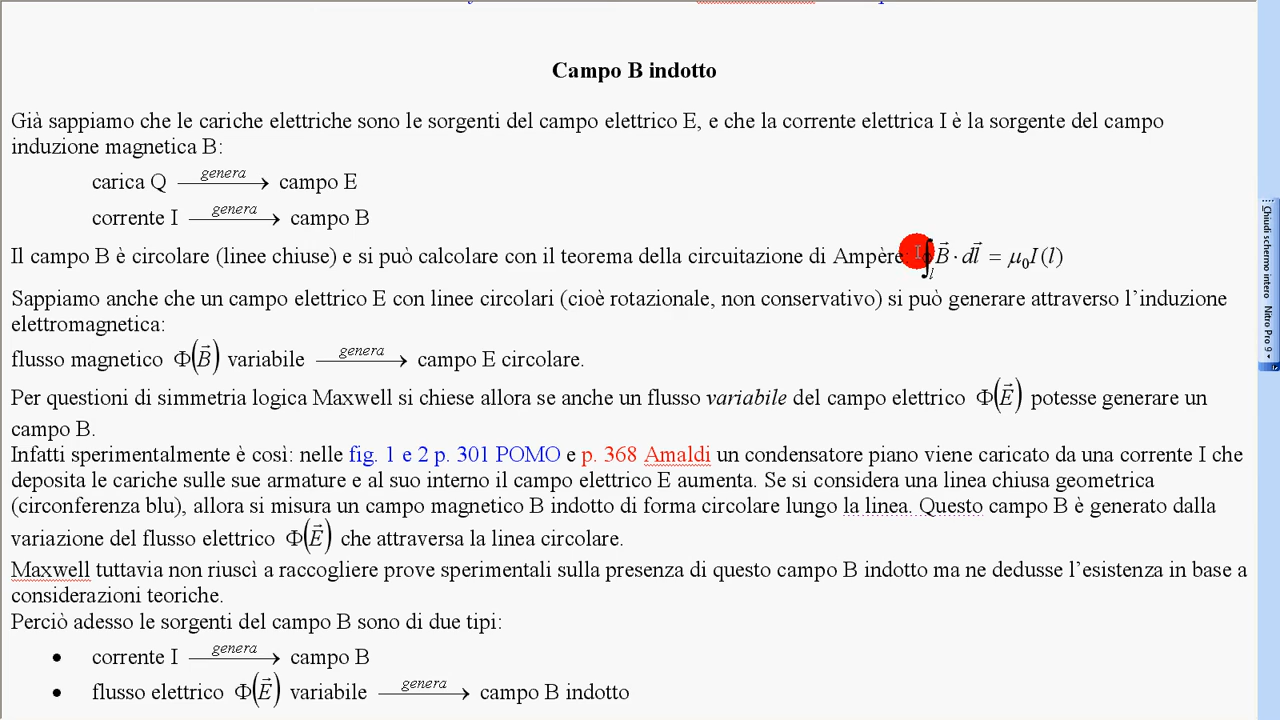 Campo B indotto
Già sappiamo che le cariche elettriche sono le sorgenti del campo elettrico E, e che la corrente elettrica I è la sorgente del campo
induzione magnetica B:
carica Q genera → campo E
corrente I genera → campo B
Il campo B è circolare (linee chiuse) e si può calcolare con il teorema della circuitazione di Ampère: ∮_l B⃗ · dl⃗ = μ₀I(l)
Sappiamo anche che un campo elettrico E con linee circolari (cioè rotazionale, non conservativo) si può generare attraverso l’induzione
elettromagnetica:
flusso magnetico Φ(B⃗) variabile genera → campo E circolare.
Per questioni di simmetria logica Maxwell si chiese allora se anche un flusso variabile del campo elettrico Φ(E⃗) potesse generare un
campo B.
Infatti sperimentalmente è così: nelle fig. 1 e 2 p. 301 POMO e p. 368 Amaldi un condensatore piano viene caricato da una corrente I che
deposita le cariche sulle sue armature e al suo interno il campo elettrico E aumenta. Se si considera una linea chiusa geometrica
(circonferenza blu), allora si misura un campo magnetico B indotto di forma circolare lungo la linea. Questo campo B è generato dalla
variazione del flusso elettrico Φ(E⃗) che attraversa la linea circolare.
Maxwell tuttavia non riuscì a raccogliere prove sperimentali sulla presenza di questo campo B indotto ma ne dedusse l’esistenza in base a
considerazioni teoriche.
Perciò adesso le sorgenti del campo B sono di due tipi:
• corrente I genera → campo B
• flusso elettrico Φ(E⃗) variabile genera → campo B indotto
Chiudi schermo intero Nitro Pro 9